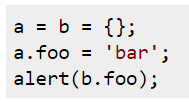 a = b = {};
a.foo = 'bar';
alert(b.foo);